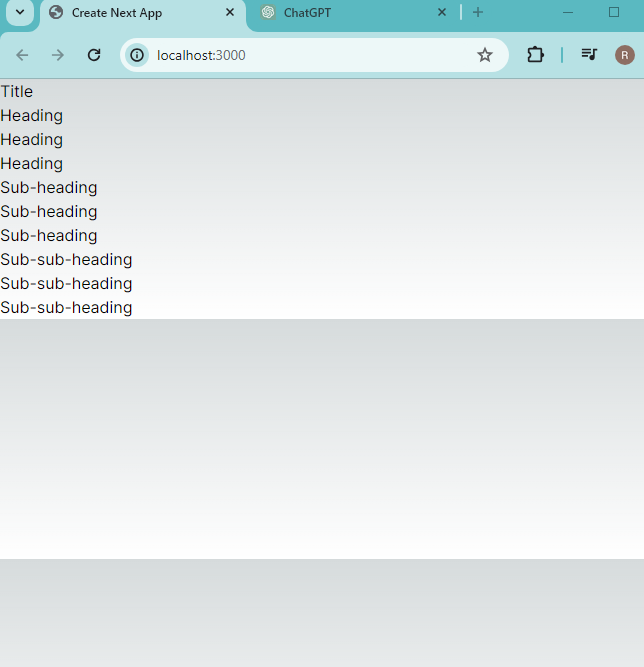 Create Next App
ChatGPT
localhost:3000
R
Title
Heading
Heading
Heading
Sub-heading
Sub-heading
Sub-heading
Sub-sub-heading
Sub-sub-heading
Sub-sub-heading